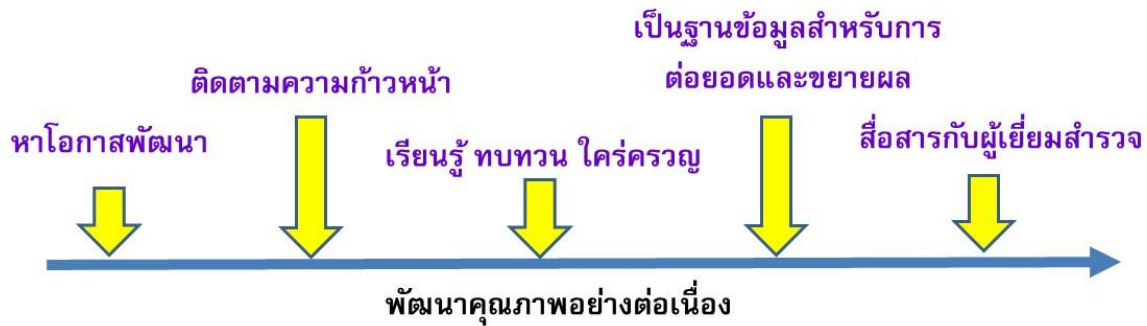 หาโอกาสพัฒนา
ติดตามความก้าวหน้า
เรียนรู้ ทบทวน ใคร่ครวญ
เป็นฐานข้อมูลสำหรับการ
ต่อยอดและขยายผล
สื่อสารกับผู้เยี่ยมสำรวจ
พัฒนาคุณภาพอย่างต่อเนื่อง